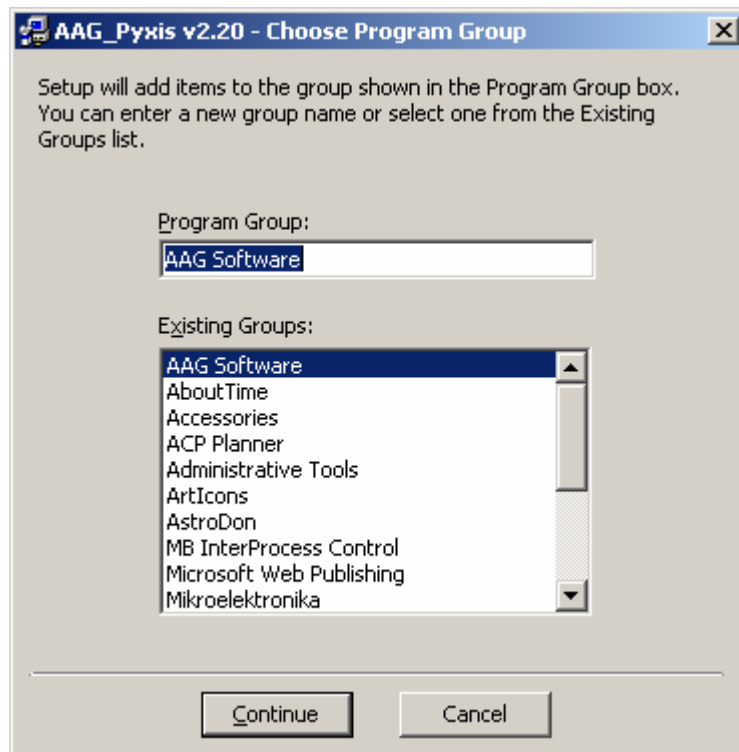 AAG_Pyxis v2.20 - Choose Program Group
Setup will add items to the group shown in the Program Group box.
You can enter a new group name or select one from the Existing
Groups list.
Program Group:
AAG Software
Existing Groups:
AAG Software
AboutTime
Accessories
ACP Planner
Administrative Tools
ArtIcons
AstroDon
MB InterProcess Control
Microsoft Web Publishing
Mikroelektronika
Continue
Cancel